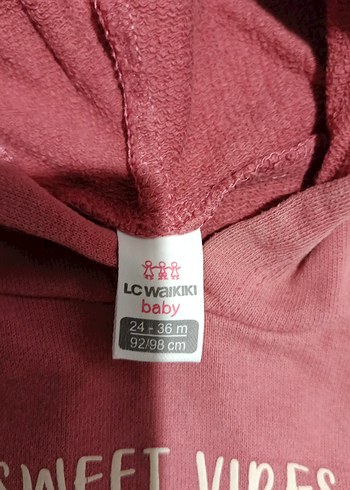 LC WAIKIKI
baby
24 - 36 m
92/98 cm
SWEET VIBES